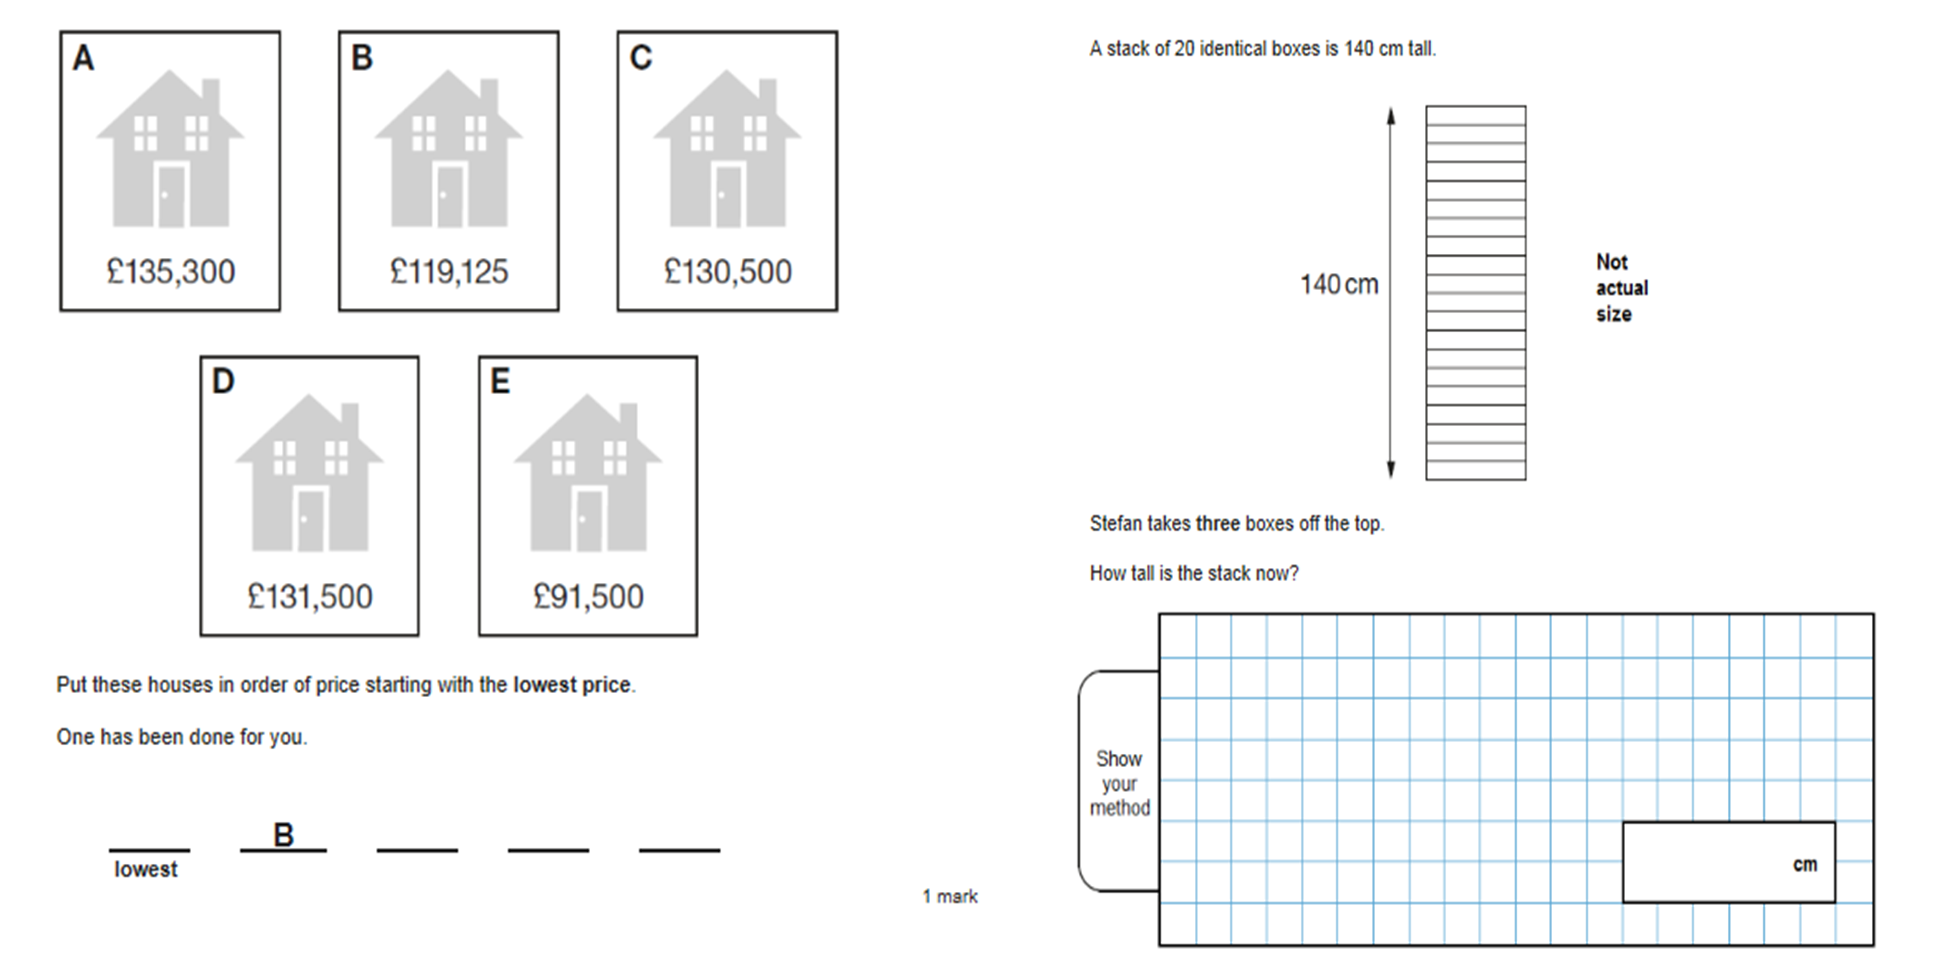 A
B
C
£135,300
£119,125
£130,500
D
E
£131,500
£91,500
Put these houses in order of price starting with the lowest price.
One has been done for you.
B
lowest
1 mark
A stack of 20 identical boxes is 140 cm tall.
140 cm
Not
actual
size
Stefan takes three boxes off the top.
How tall is the stack now?
Show
your
method
cm